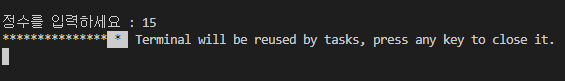 정수를 입력하세요 : 15
*************** * Terminal will be reused by tasks, press any key to close it.